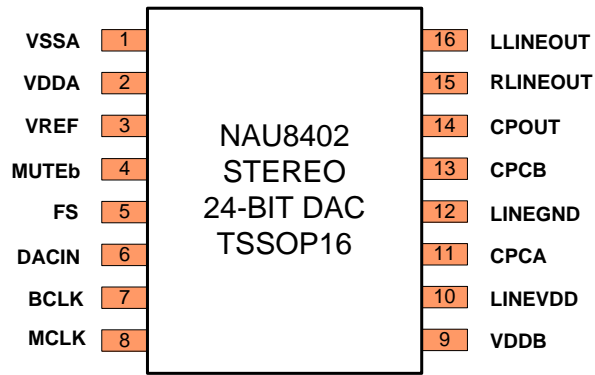 VSSA 1
VDDA 2
VREF 3
MUTEb 4
FS 5
DACIN 6
BCLK 7
MCLK 8
NAU8402
STEREO
24-BIT DAC
TSSOP16
16 LLINEOUT
15 RLINEOUT
14 CPOUT
13 CPCB
12 LINEGND
11 CPCA
10 LINEVDD
9 VDDB